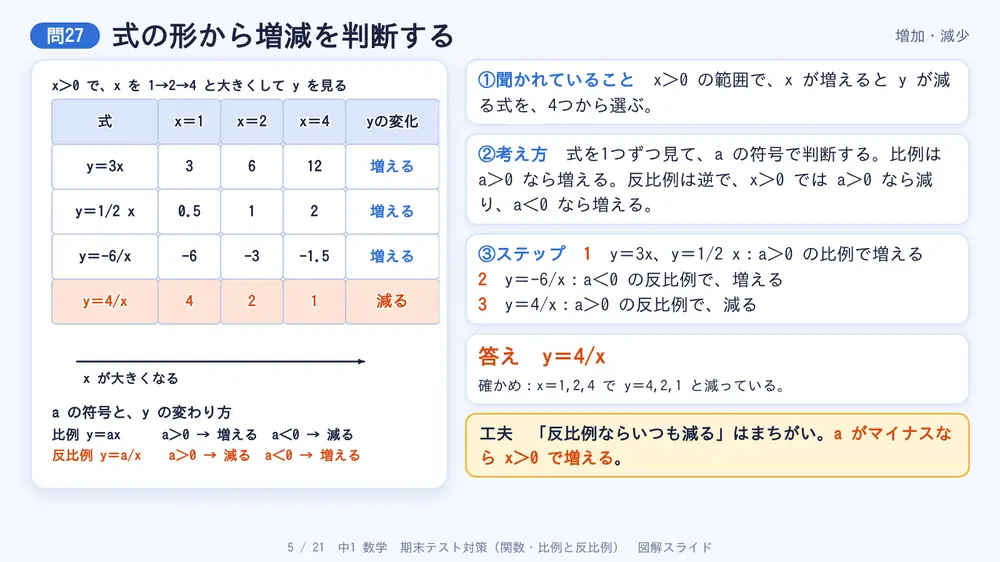 問27 式の形から増減を判断する
増加・減少
x＞0 で、x を 1→2→4 と大きくして y を見る
式 x＝1 x＝2 x＝4 yの変化
y＝3x 3 6 12 増える
y＝1/2 x 0.5 1 2 増える
y＝-6/x -6 -3 -1.5 増える
y＝4/x 4 2 1 減る
x が大きくなる
a の符号と、y の変わり方
比例 y＝ax a＞0 → 増える a＜0 → 減る
反比例 y＝a/x a＞0 → 減る a＜0 → 増える
①聞かれていること x＞0 の範囲で、x が増えると y が減
る式を、4つから選ぶ。
②考え方 式を1つずつ見て、a の符号で判断する。比例は
a＞0 なら増える。反比例は逆で、x＞0 では a＞0 なら減
り、a＜0 なら増える。
③ステップ 1 y＝3x、y＝1/2 x：a＞0 の比例で増える
2 y＝-6/x：a＜0 の反比例で、増える
3 y＝4/x：a＞0 の反比例で、減る
答え y＝4/x
確かめ：x＝1,2,4 で y＝4,2,1 と減っている。
工夫 「反比例ならいつも減る」はまちがい。a がマイナスな
ら x＞0 で増える。
5 / 21 中1 数学 期末テスト対策（関数・比例と反比例） 図解スライド